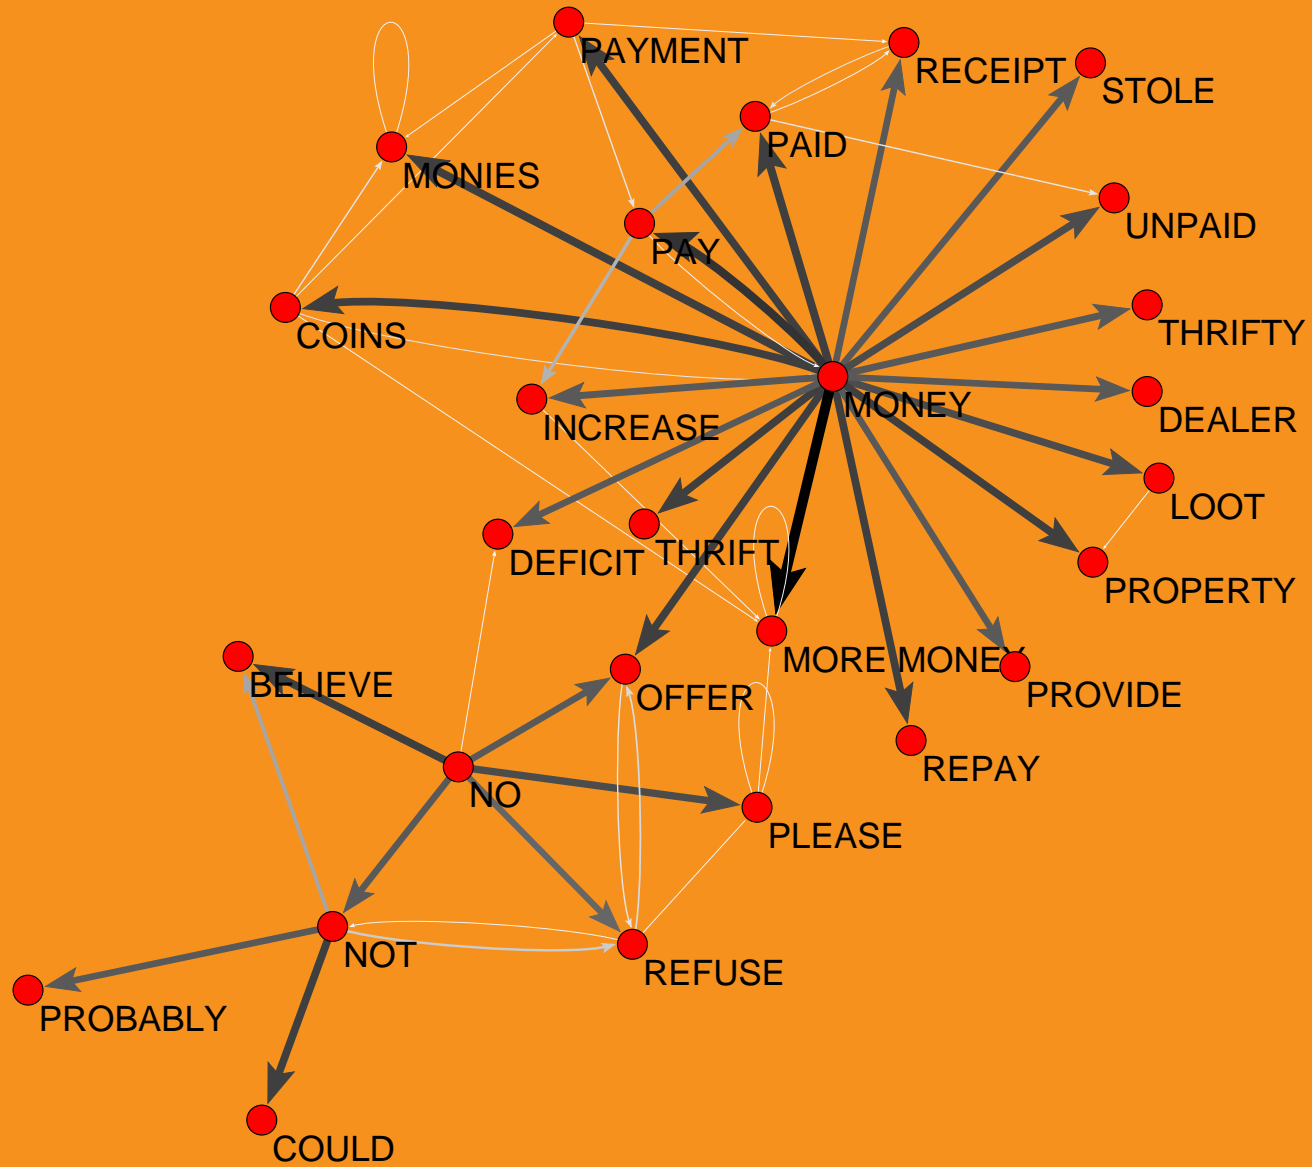 PAYMENT
RECEIPT
STOLE
PAID
MONIES
UNPAID
PAY
COINS
THRIFTY
MONEY
DEALER
INCREASE
LOOT
DEFICIT
THRIFT
PROPERTY
MORE MONEY
BELIEVE
OFFER
PROVIDE
REPAY
NO
PLEASE
NOT
REFUSE
PROBABLY
COULD